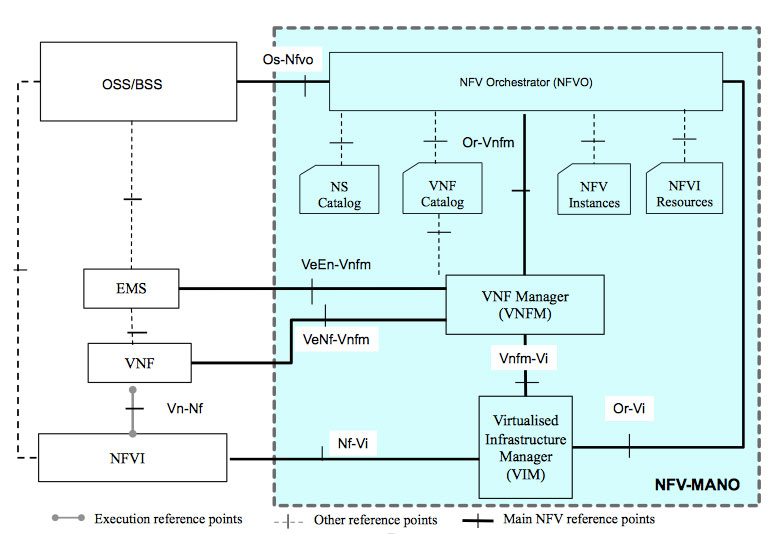 Os-Nfvo
OSS/BSS
NFV Orchestrator (NFVO)
Or-Vnfm
NS
Catalog
VNF
Catalog
NFV
Instances
NFVI
Resources
VeEn-Vnfm
EMS
VNF Manager
(VNFM)
VeNf-Vnfm
VNF
Vnfm-Vi
Vn-Nf
Or-Vi
Virtualised
Infrastructure
Manager
(VIM)
Nf-Vi
NFVI
NFV-MANO
Execution reference points
Other reference points
Main NFV reference points